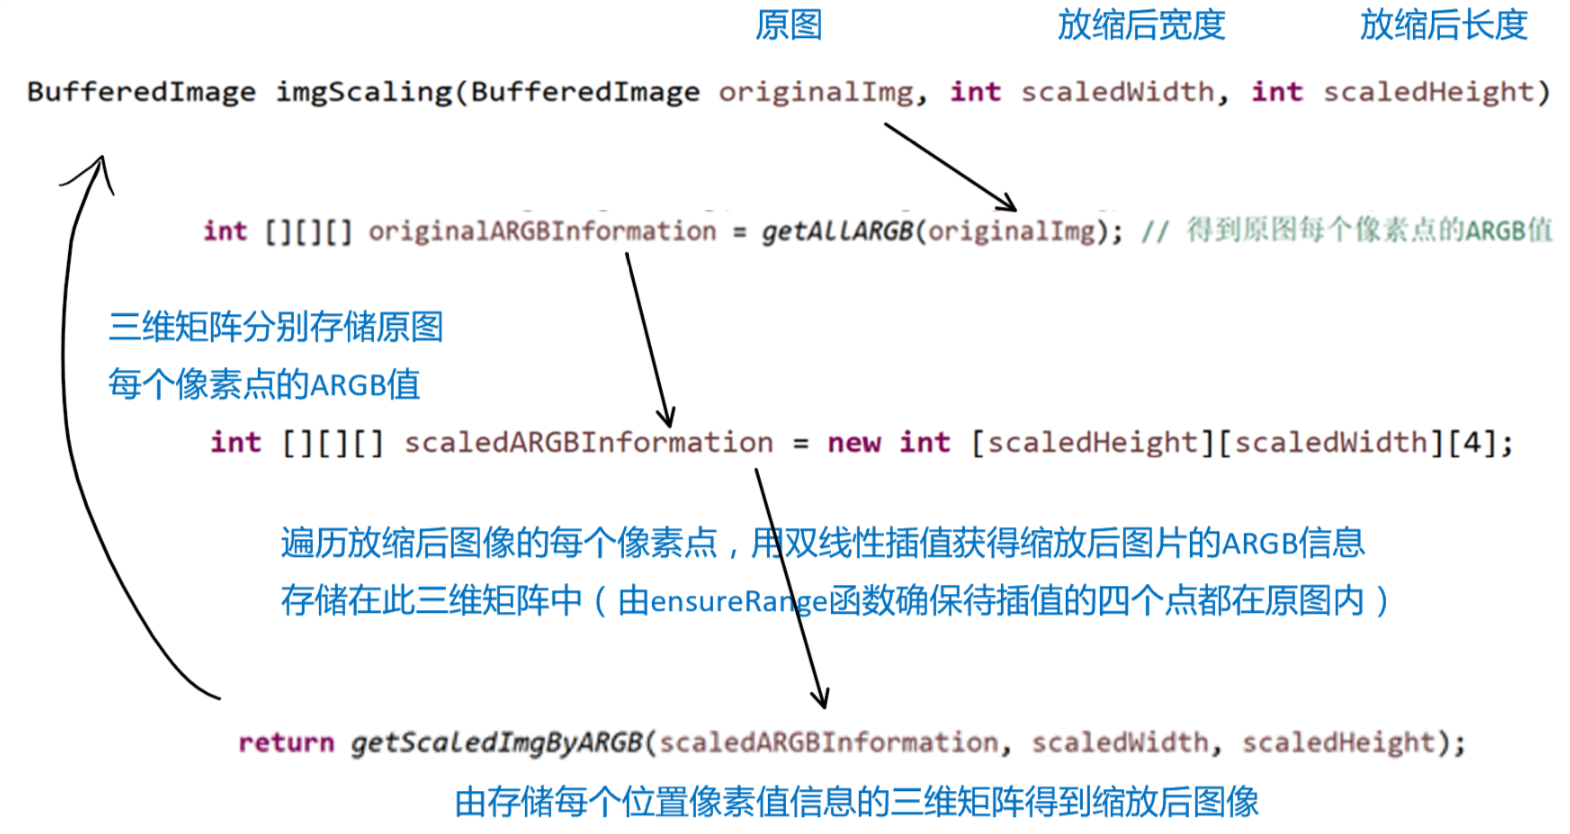 原图 放缩后宽度 放缩后长度
BufferedImage imgScaling(BufferedImage originalImg, int scaledWidth, int scaledHeight)
int [][][] originalARGBInformation = getALLARGB(originalImg); // 得到原图每个像素点的ARGB值
三维矩阵分别存储原图
每个像素点的ARGB值
int [][][] scaledARGBInformation = new int [scaledHeight][scaledWidth][4];
遍历放缩后图像的每个像素点，用双线性插值获得缩放后图片的ARGB信息
存储在此三维矩阵中（由ensureRange函数确保待插值的四个点都在原图内）
return getScaledImgByARGB(scaledARGBInformation, scaledWidth, scaledHeight);
由存储每个位置像素值信息的三维矩阵得到缩放后图像